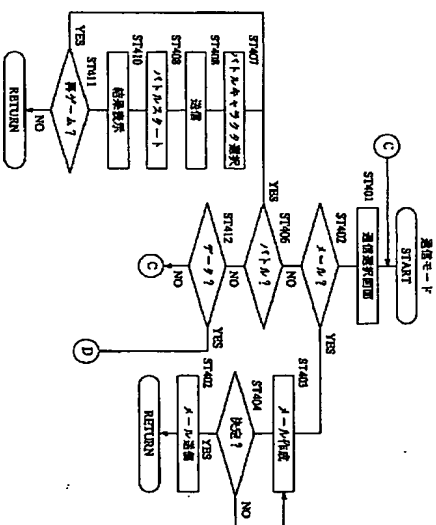 通信モード
START
C
ST401
通信選択画面
ST402
メール?
YES
NO
ST403
メール作成
ST404
決定?
NO
YES
ST402
メール送信
RETURN
ST406
バトル?
YES
NO
ST407
バトルキャラクタ選択
ST408
送信
ST409
バトルスタート
ST410
結果表示
ST411
再ゲーム?
YES
NO
RETURN
ST412
データ?
YES
NO
C
D